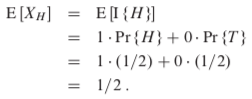 E [X_H] = E [I {H}]
= 1 · Pr {H} + 0 · Pr {T}
= 1 · (1/2) + 0 · (1/2)
= 1/2 .